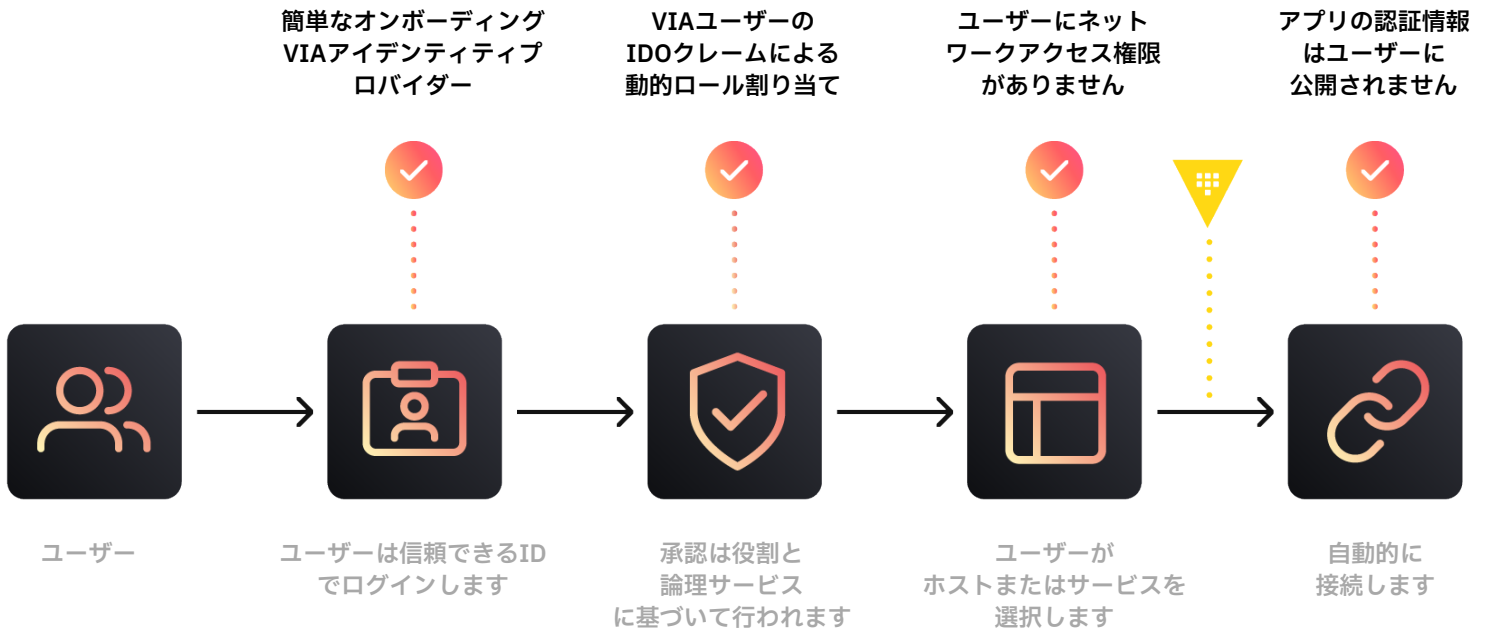 簡単なオンボーディング
VIAアイデンティティプ
ロバイダー
VIAユーザーの
IDOクレームによる
動的ロール割り当て
ユーザーにネット
ワークアクセス権限
がありません
アプリの認証情報
はユーザーに
公開されません
ユーザー
ユーザーは信頼できるID
でログインします
承認は役割と
論理サービス
に基づいて行われます
ユーザーが
ホストまたはサービスを
選択します
自動的に
接続します